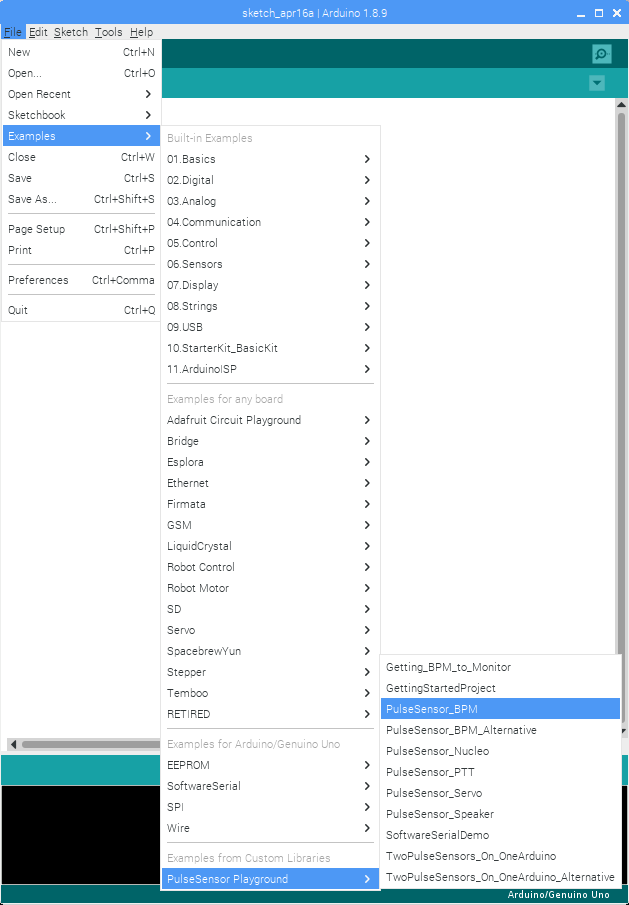 sketch_apr16a | Arduino 1.8.9
File Edit Sketch Tools Help
New Ctrl+N
Open... Ctrl+O
Open Recent
Sketchbook
Examples
Close Ctrl+W
Save Ctrl+S
Save As... Ctrl+Shift+S
Page Setup Ctrl+Shift+P
Print Ctrl+P
Preferences Ctrl+Comma
Quit Ctrl+Q
Built-in Examples
01.Basics
02.Digital
03.Analog
04.Communication
05.Control
06.Sensors
07.Display
08.Strings
09.USB
10.StarterKit_BasicKit
11.ArduinoISP
Examples for any board
Adafruit Circuit Playground
Bridge
Esplora
Ethernet
Firmata
GSM
LiquidCrystal
Robot Control
Robot Motor
SD
Servo
SpacebrewYun
Stepper
Temboo
RETIRED
Examples for Arduino/Genuino Uno
EEPROM
SoftwareSerial
SPI
Wire
Examples from Custom Libraries
PulseSensor Playground
Getting_BPM_to_Monitor
GettingStartedProject
PulseSensor_BPM
PulseSensor_BPM_Alternative
PulseSensor_Nucleo
PulseSensor_PTT
PulseSensor_Servo
PulseSensor_Speaker
SoftwareSerialDemo
TwoPulseSensors_On_OneArduino
TwoPulseSensors_On_OneArduino_Alternative
Arduino/Genuino Uno